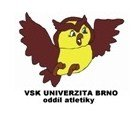 VSK UNIVERZITA BRNO
oddíl atletiky